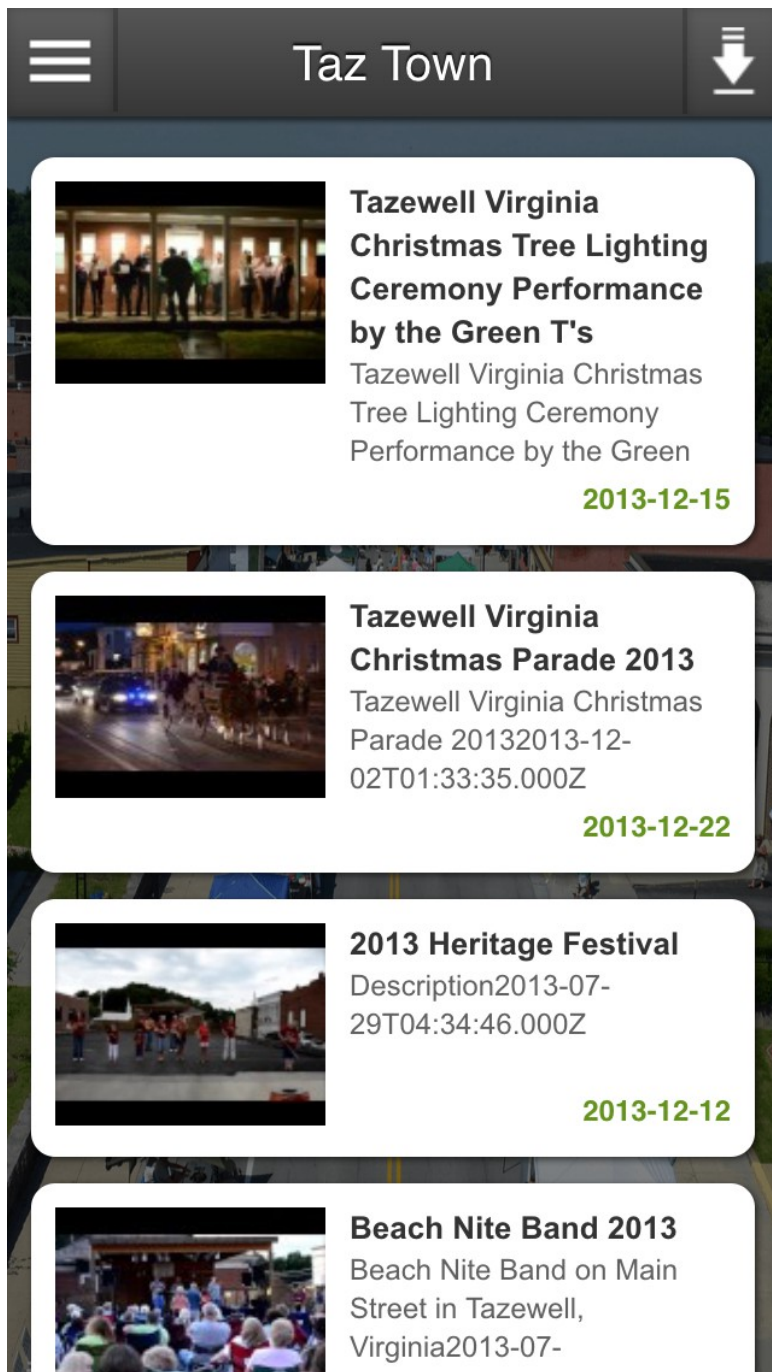 Taz Town
Tazewell Virginia
Christmas Tree Lighting
Ceremony Performance
by the Green T's
Tazewell Virginia Christmas
Tree Lighting Ceremony
Performance by the Green
2013-12-15
Tazewell Virginia
Christmas Parade 2013
Tazewell Virginia Christmas
Parade 20132013-12-
02T01:33:35.000Z
2013-12-22
2013 Heritage Festival
Description2013-07-
29T04:34:46.000Z
2013-12-12
Beach Nite Band 2013
Beach Nite Band on Main
Street in Tazewell,
Virginia2013-07-